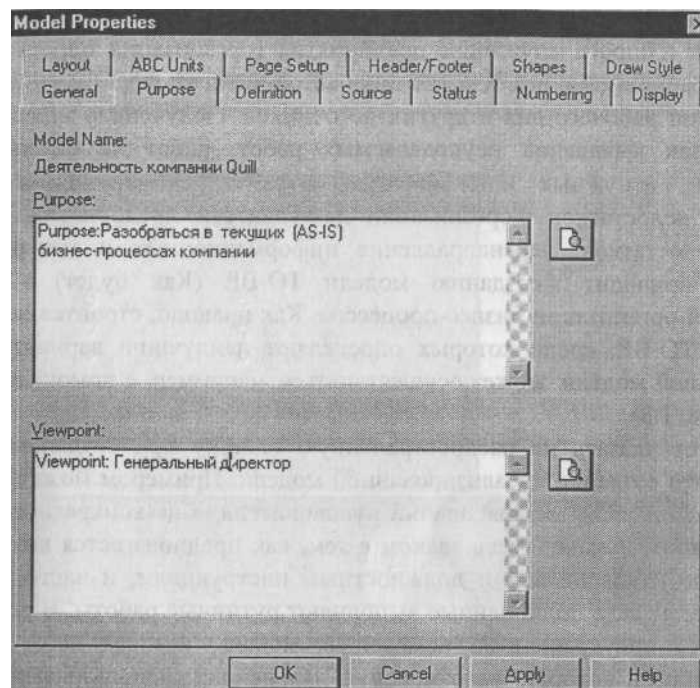 Model Properties
Layout ABC Units Page Setup Header/Footer Shapes Draw Style
General Purpose Definition Source Status Numbering Display
Model Name:
Деятельность компании Quill
Purpose:
Purpose:Разобраться в текущих (AS-IS)
бизнес-процессах компании
Viewpoint:
Viewpoint: Генеральный директор
OK Cancel Apply Help